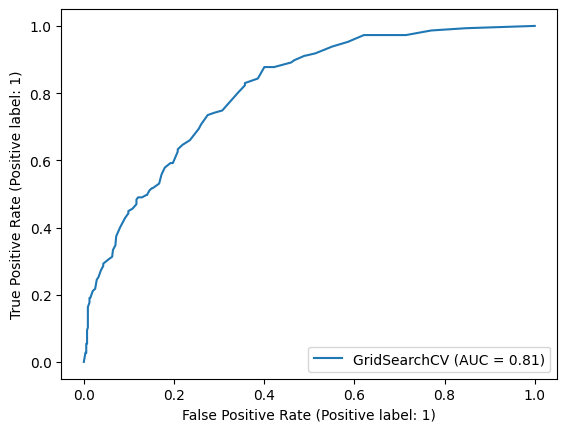 True Positive Rate (Positive label: 1)
1.0
0.8
0.6
0.4
0.2
0.0
GridSearchCV (AUC = 0.81)
0.0 0.2 0.4 0.6 0.8 1.0
False Positive Rate (Positive label: 1)